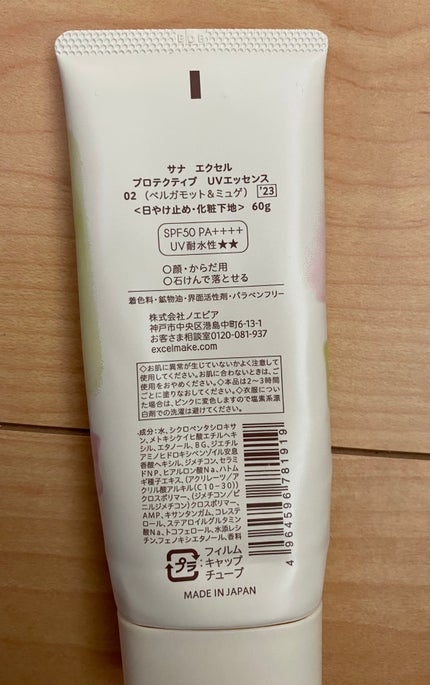 サナ エクセル
プロテクティブ UVエッセンス
02 (ベルガモット&ミュゲ) '23
<日やけ止め・化粧下地> 60g
SPF50 PA++++
UV耐水性★★
○顔・からだ用
○石けんで落とせる
着色料・鉱物油・界面活性剤・パラベンフリー
株式会社ノエビア
神戸市中央区港島中町6-13-1
お客さま相談室0120-081-937
excelmake.com
◇お肌に異常が生じていないかよく注意して
使用してください。お肌に合わないときは、ご
使用をおやめください。◇本品は2~3時間
ごとに塗りなおしてください。◇衣服につい
た場合は、ピンクに変色しますので塩素系漂
白剤での洗濯は避けてください。
成分:水、シクロペンタシロキサ
ン、メトキシケイヒ酸エチルヘキ
シル、エタノール、BG、ジエチル
アミノヒドロキシベンゾイル安息
香酸ヘキシル、ジメチコン、セラミ
ドNP、ヒアルロン酸Na、ハトム
ギ種子エキス、(アクリレーツ/ア
クリル酸アルキル(C10-30))
クロスポリマー、(ジメチコン/ビ
ニルジメチコン)クロスポリマー、
AMP、キサンタンガム、コレステ
ロール、ステアロイルグルタミン
酸Na、トコフェロール、水添レシ
チン、フェノキシエタノール、香料
4 964596 781919
プラ
フィルム
キャップ
チューブ
MADE IN JAPAN